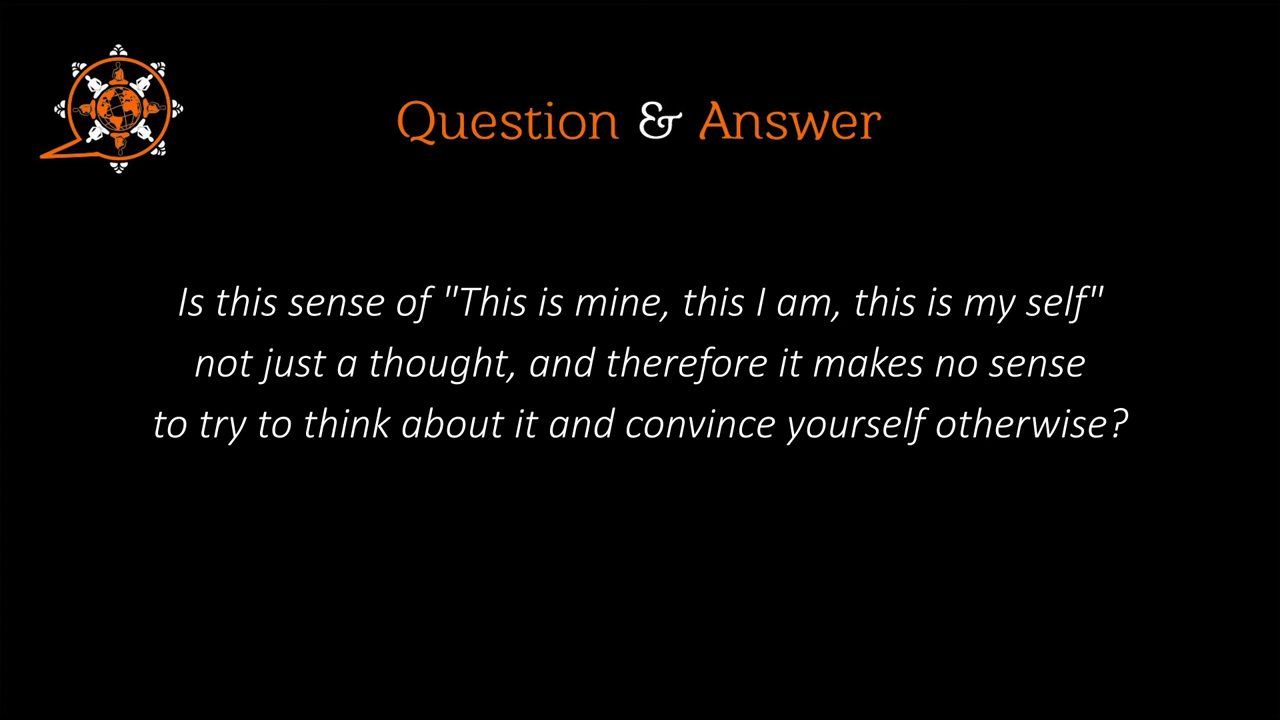 Question & Answer
Is this sense of "This is mine, this I am, this is my self"
not just a thought, and therefore it makes no sense
to try to think about it and convince yourself otherwise?